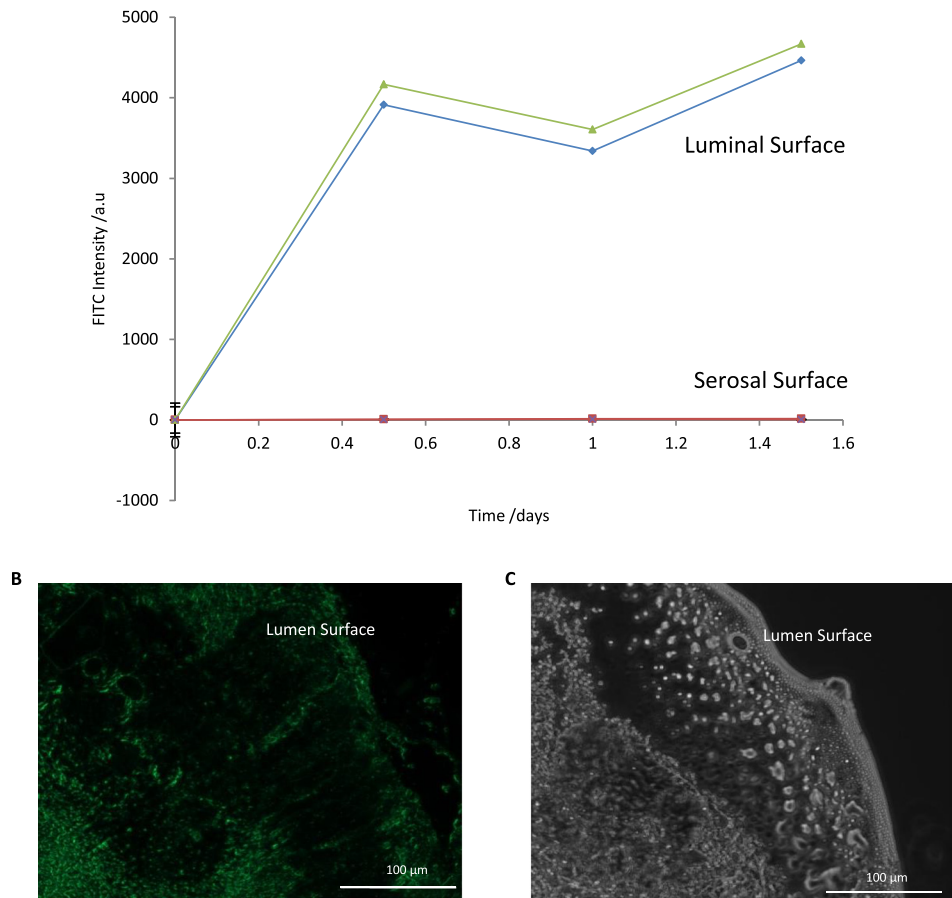 5000
4000
3000
2000
1000
0
-1000
FITC Intensity /a.u
Luminal Surface
Serosal Surface
0 0.2 0.4 0.6 0.8 1 1.2 1.4 1.6
Time /days
B
Lumen Surface
100 µm
C
Lumen Surface
100 µm